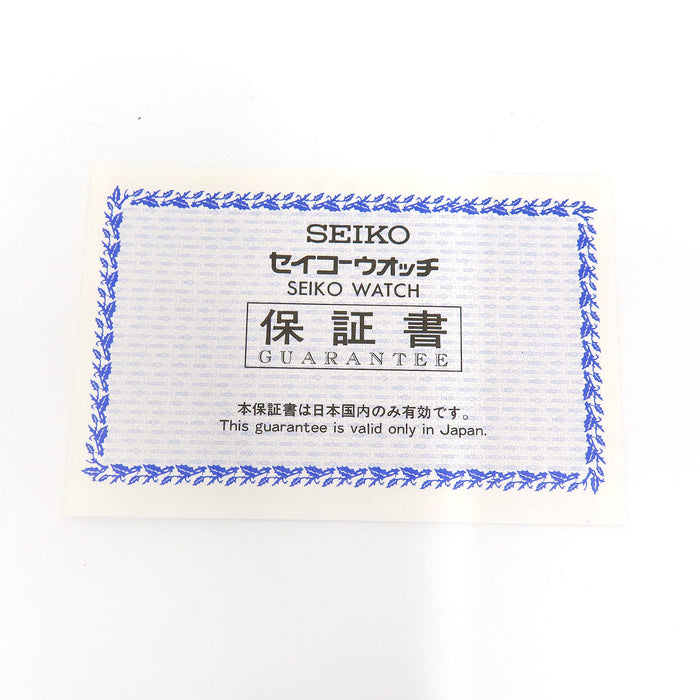 SEIKO
セイコーウオッチ
SEIKO WATCH
保証書
GUARANTEE
本保証書は日本国内のみ有効です。
This guarantee is valid only in Japan.